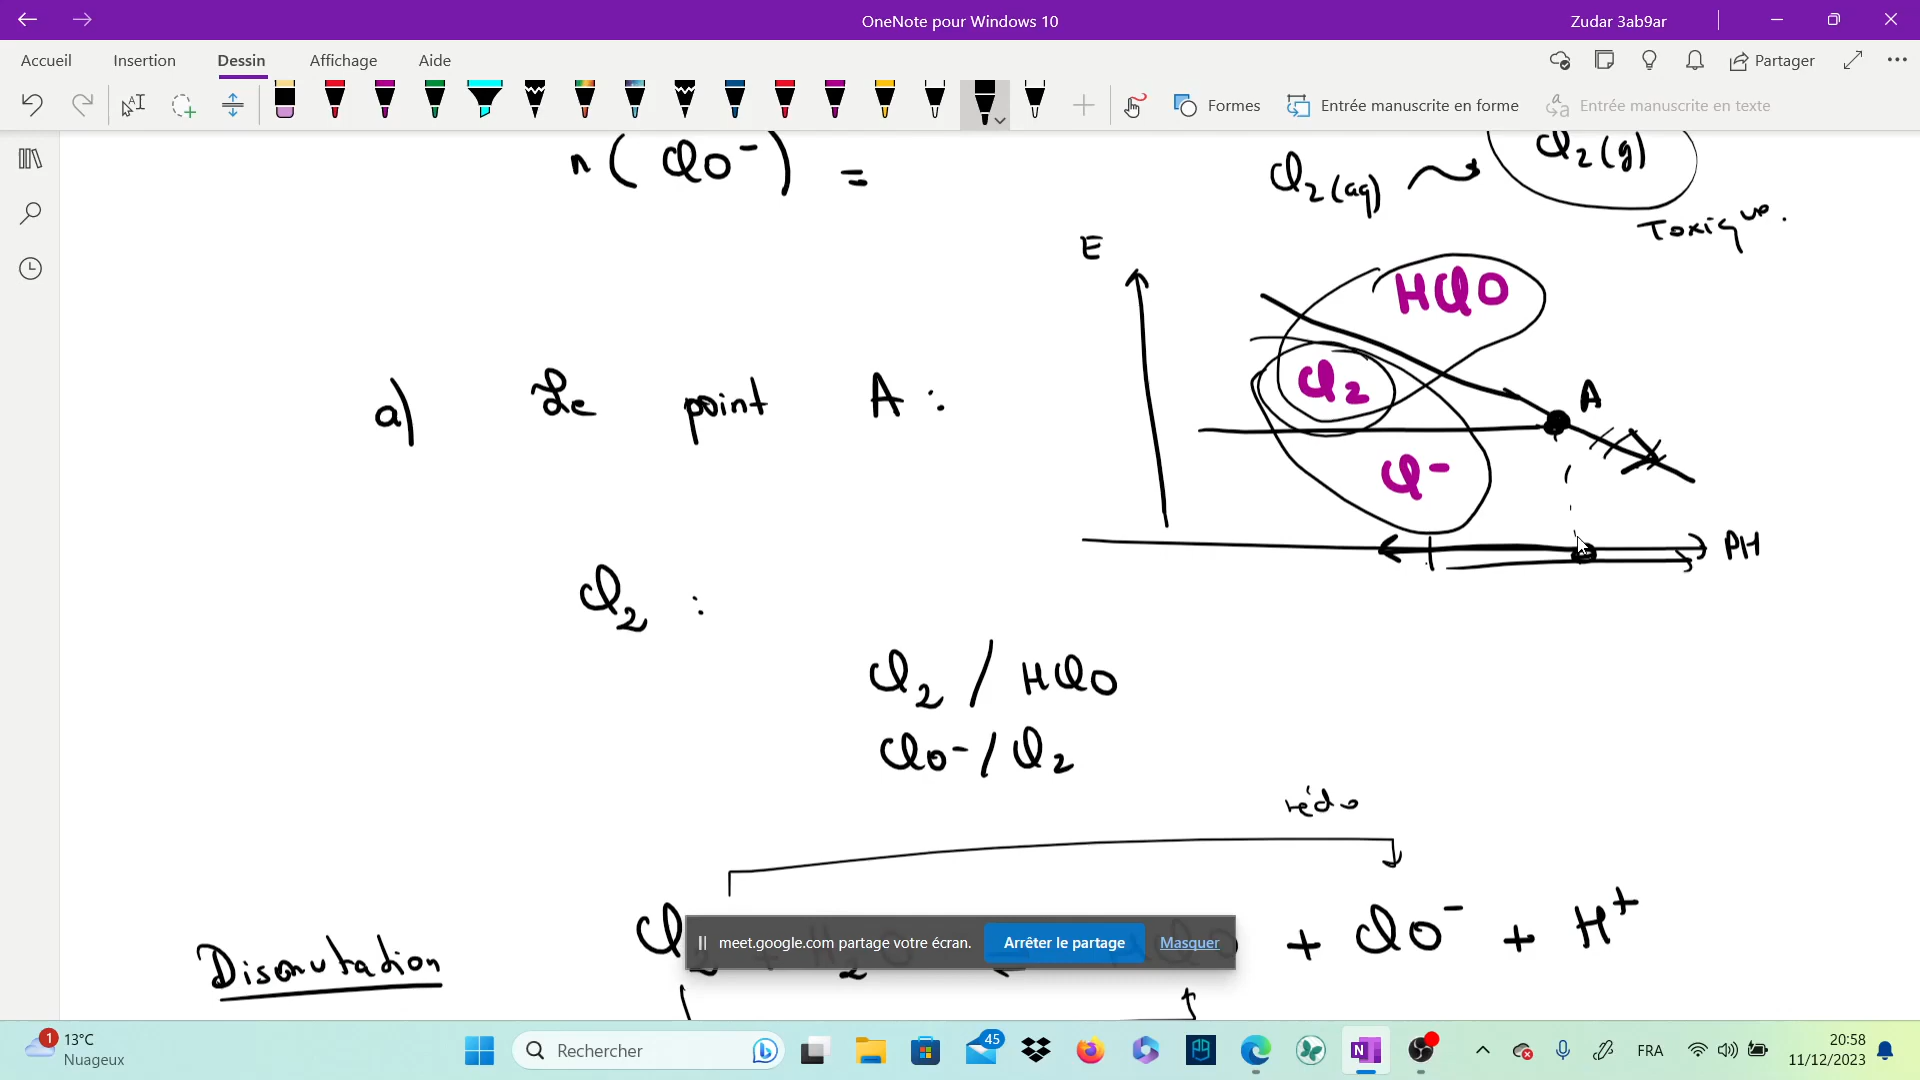 OneNote pour Windows 10
Zudar 3ab9ar
Accueil
Insertion
Dessin
Affichage
Aide
Partager
Formes
Entrée manuscrite en forme
Entrée manuscrite en texte
n ( ClO⁻ ) =
Cl₂(aq)
Cl₂(g)
Toxique.
E
HClO
Cl₂
A
Cl⁻
PH
a) Le point A :
Cl₂ :
Cl₂ / HClO
ClO⁻ / Cl₂
Dismutation
+ ClO⁻ + H⁺
meet.google.com partage votre écran.
Arrêter le partage
Masquer
1
13°C
Nuageux
Rechercher
45
FRA
20:58
11/12/2023